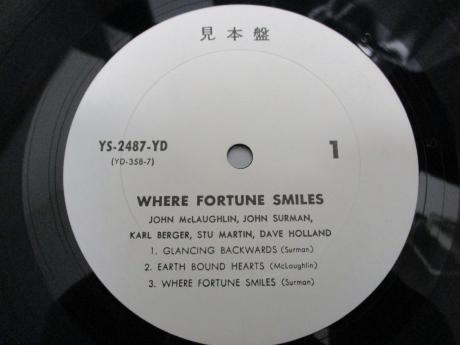 見本盤
YS-2487-YD 1
(YD-358-7)
WHERE FORTUNE SMILES
JOHN McLAUGHLIN, JOHN SURMAN,
KARL BERGER, STU MARTIN, DAVE HOLLAND
1. GLANCING BACKWARDS (Surman)
2. EARTH BOUND HEARTS (McLaughlin)
3. WHERE FORTUNE SMILES (Surman)